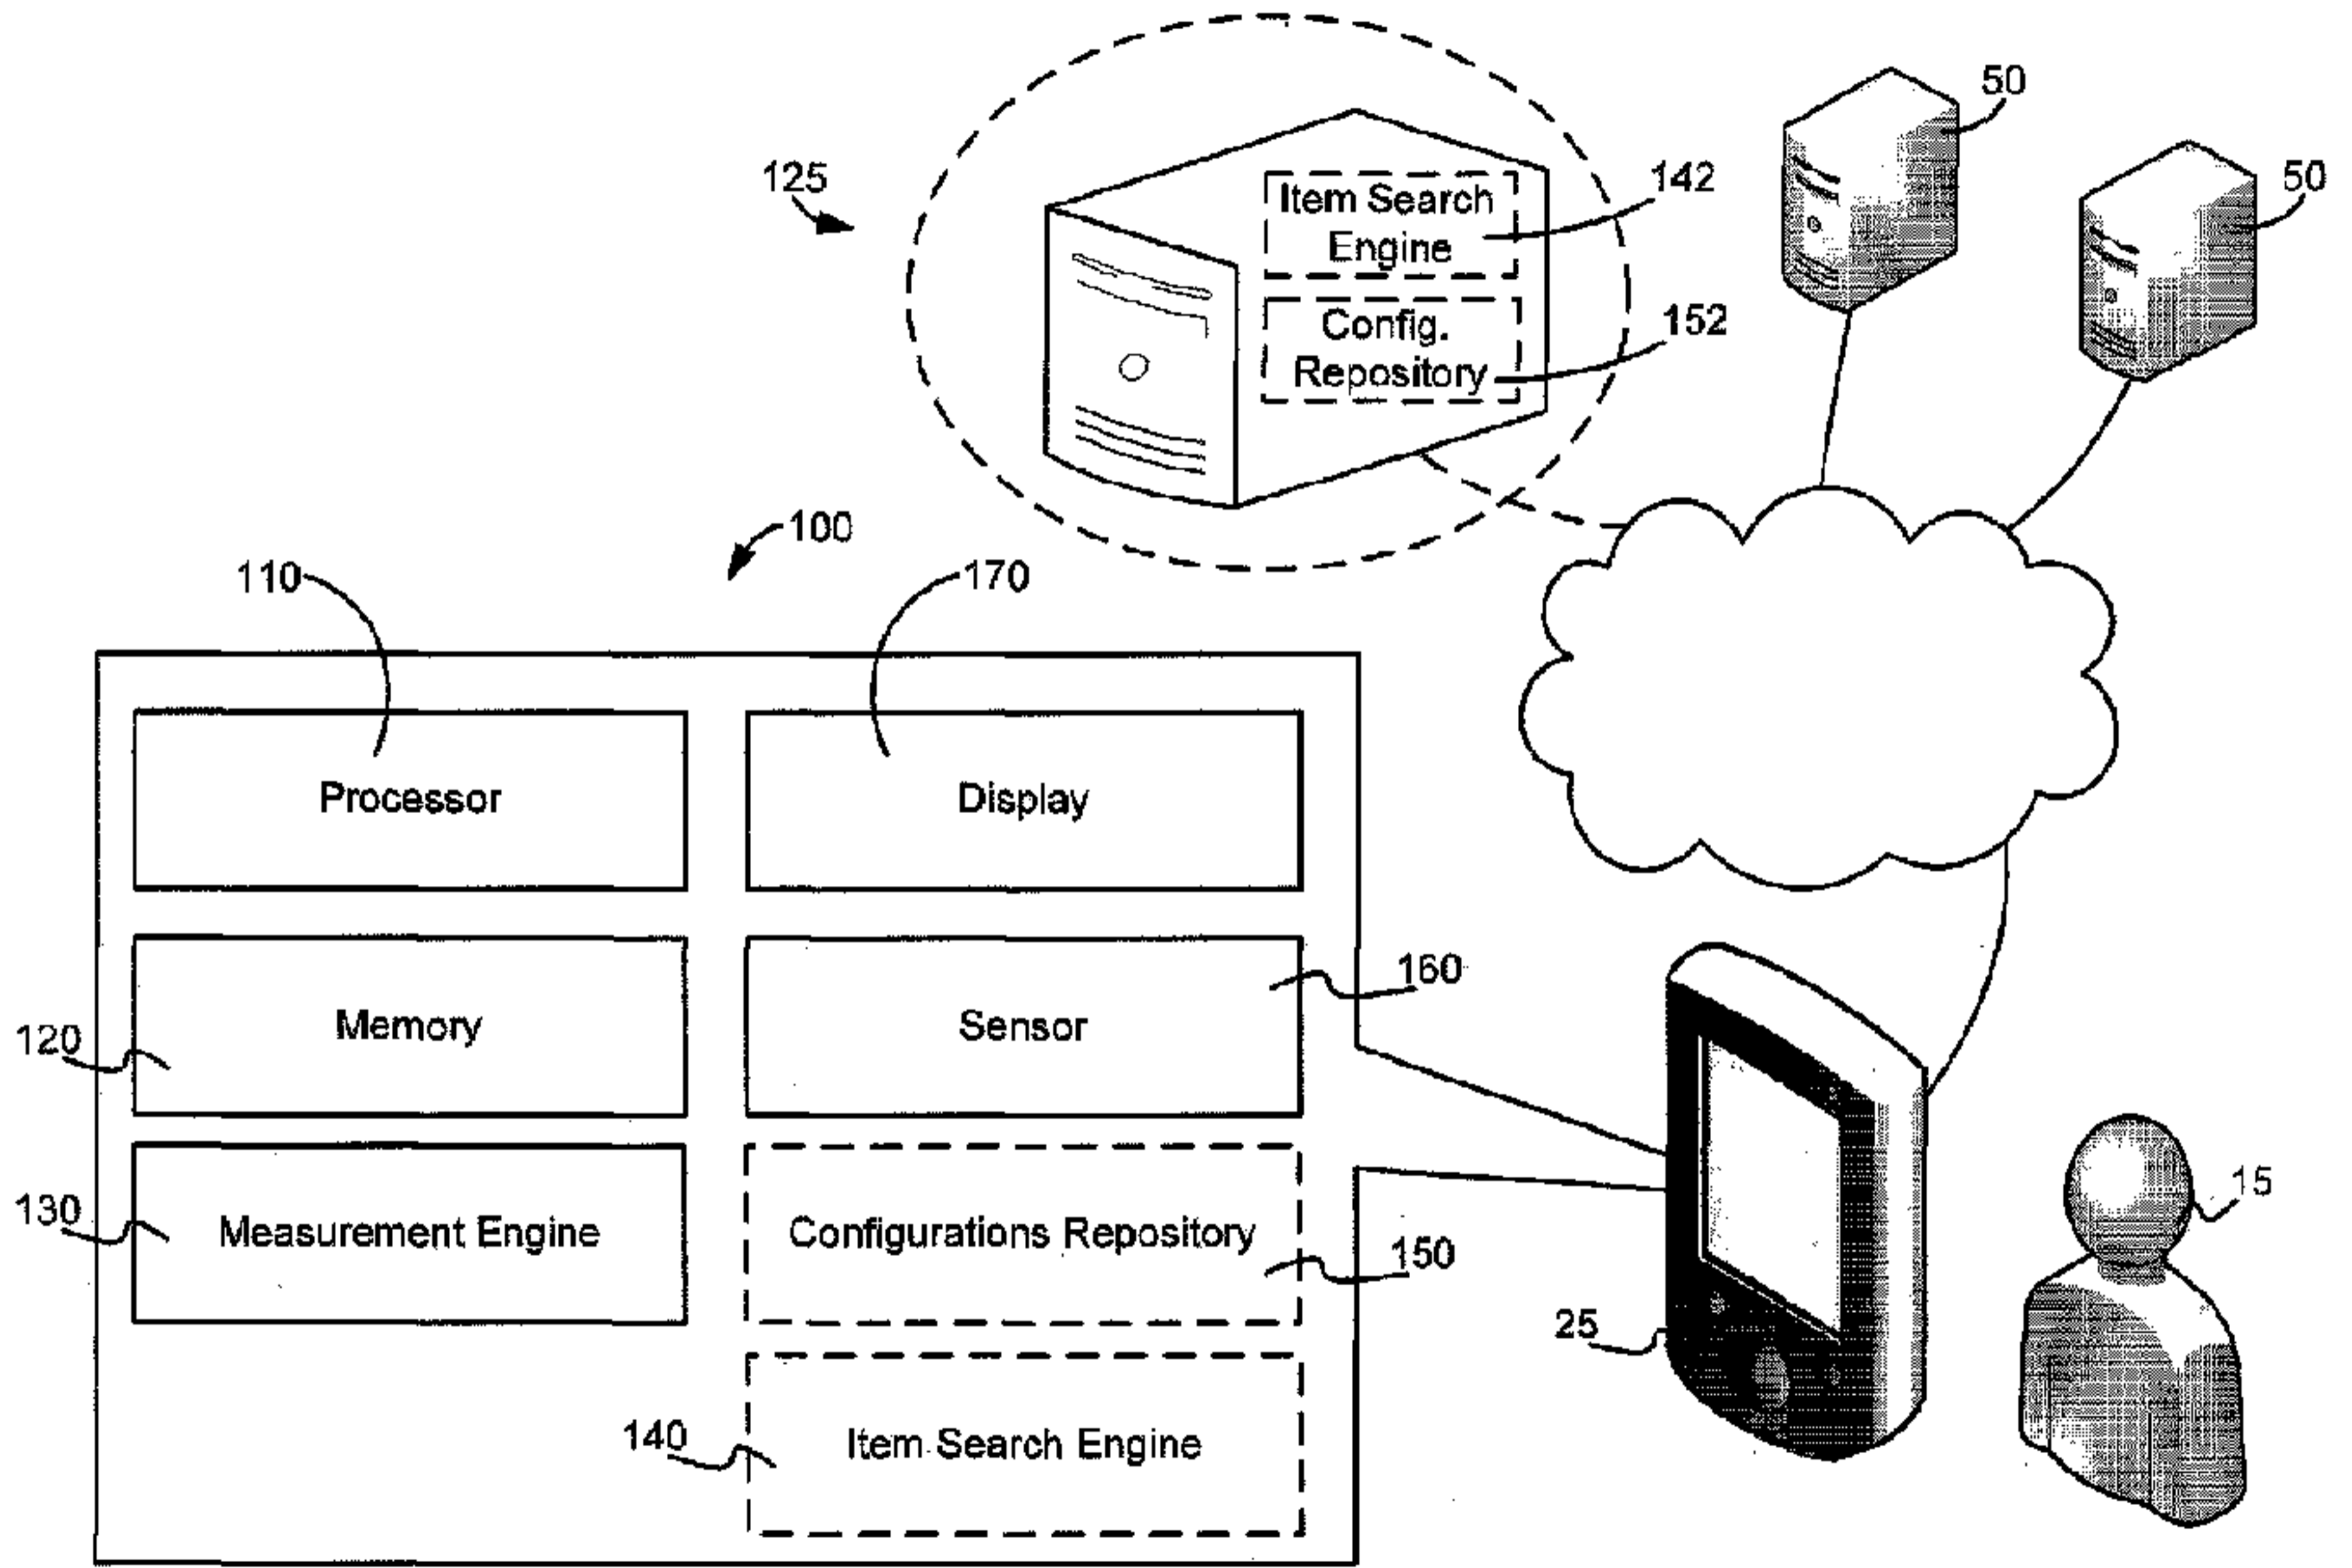 50
50
125
Item Search
Engine
142
Config.
Repository
152
100
110
170
Processor
Display
160
Memory
Sensor
120
130
Measurement Engine
Configurations Repository
150
15
25
140
Item Search Engine